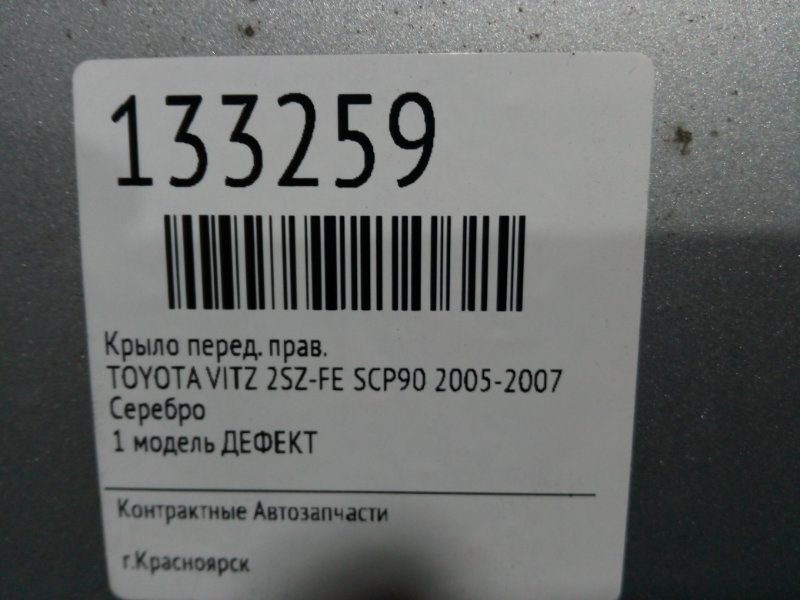 133259
Крыло перед. прав.
TOYOTA VITZ 2SZ-FE SCP90 2005-2007
Серебро
1 модель ДЕФЕКТ
Контрактные Автозапчасти
г.Красноярск